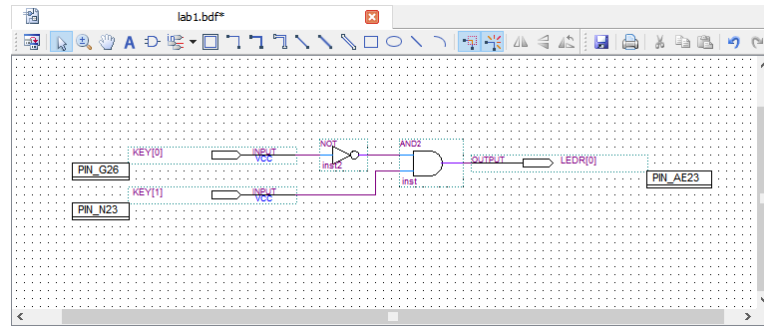 lab1.bdf*
A
NOT
AND2
KEY[0]
INPUT
VCC
OUTPUT
LEDR[0]
inst2
PIN_G26
inst
PIN_AE23
KEY[1]
INPUT
VCC
PIN_N23